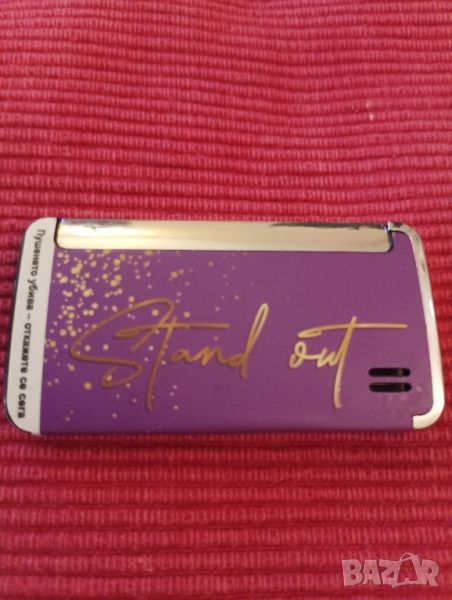 Stand out
Пушенето убива – откажете се сега
BAZAR